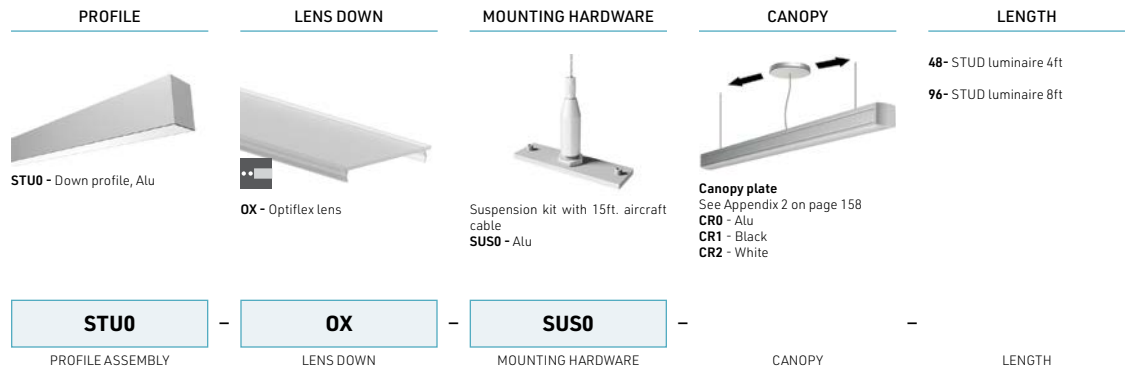 PROFILE
LENS DOWN
MOUNTING HARDWARE
CANOPY
LENGTH
STU0 - Down profile, Alu
OX - Optiflex lens
Suspension kit with 15ft. aircraft
cable
SUS0 - Alu
Canopy plate
See Appendix 2 on page 158
CR0 - Alu
CR1 - Black
CR2 - White
48- STUD luminaire 4ft
96- STUD luminaire 8ft
STU0 – OX – SUS0 – –
PROFILE ASSEMBLY
LENS DOWN
MOUNTING HARDWARE
CANOPY
LENGTH